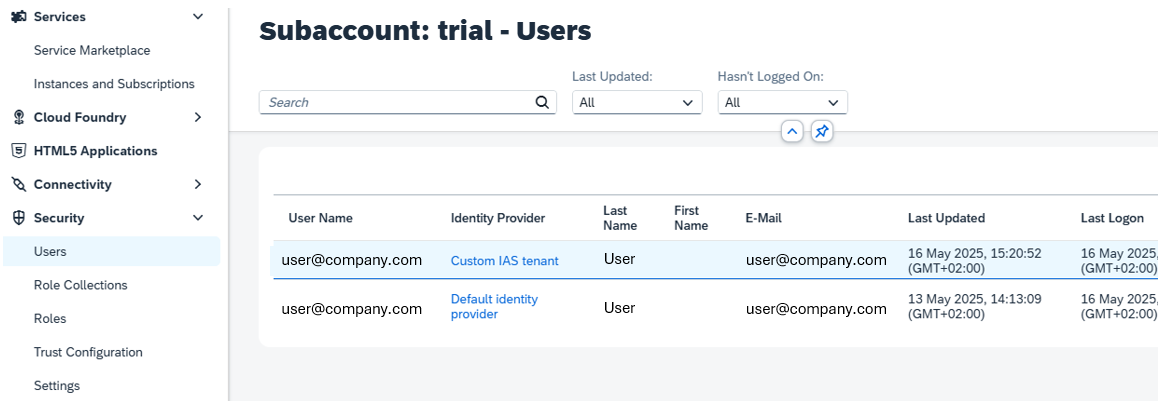 Services
Service Marketplace
Instances and Subscriptions
Cloud Foundry
HTML5 Applications
Connectivity
Security
Users
Role Collections
Roles
Trust Configuration
Settings
Subaccount: trial - Users
Last Updated:
Hasn't Logged On:
Search
All
All
User Name
Identity Provider
Last
Name
First
Name
E-Mail
Last Updated
Last Logon
user@company.com
Custom IAS tenant
User
user@company.com
16 May 2025, 15:20:52
(GMT+02:00)
16 May 2025,
(GMT+02:00)
user@company.com
Default identity
provider
User
user@company.com
13 May 2025, 14:13:09
(GMT+02:00)
16 May 2025,
(GMT+02:00)